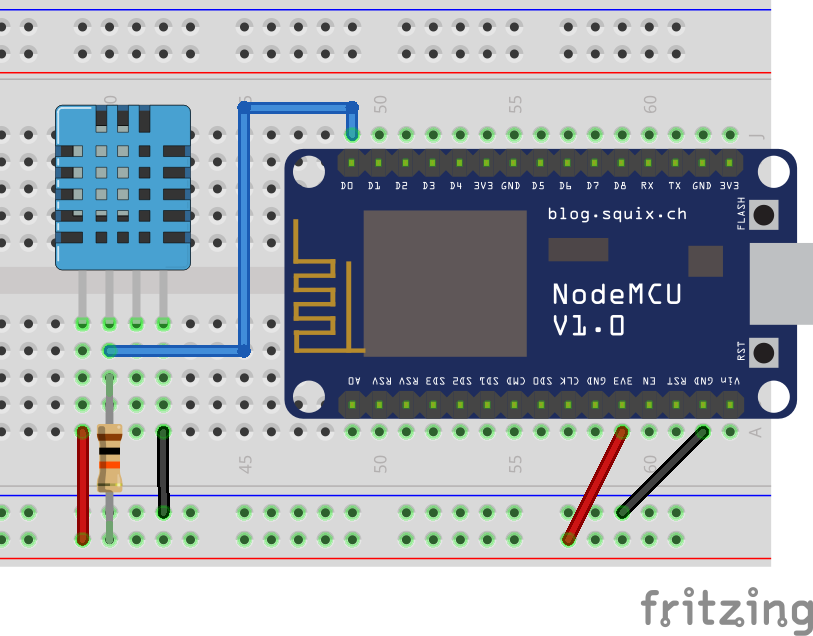 50
55
60
J
D0 D1 D2 D3 D4 3V3 GND D5 D6 D7 D8 RX TX GND 3V3
blog.squix.ch
FLASH
NodeMCU
V1.0
RST
A0 RSV RSV SD3 SD2 SD1 CMD SD0 CLK GND 3V3 EN RST GND Vin
45
50
55
60
A
fritzing